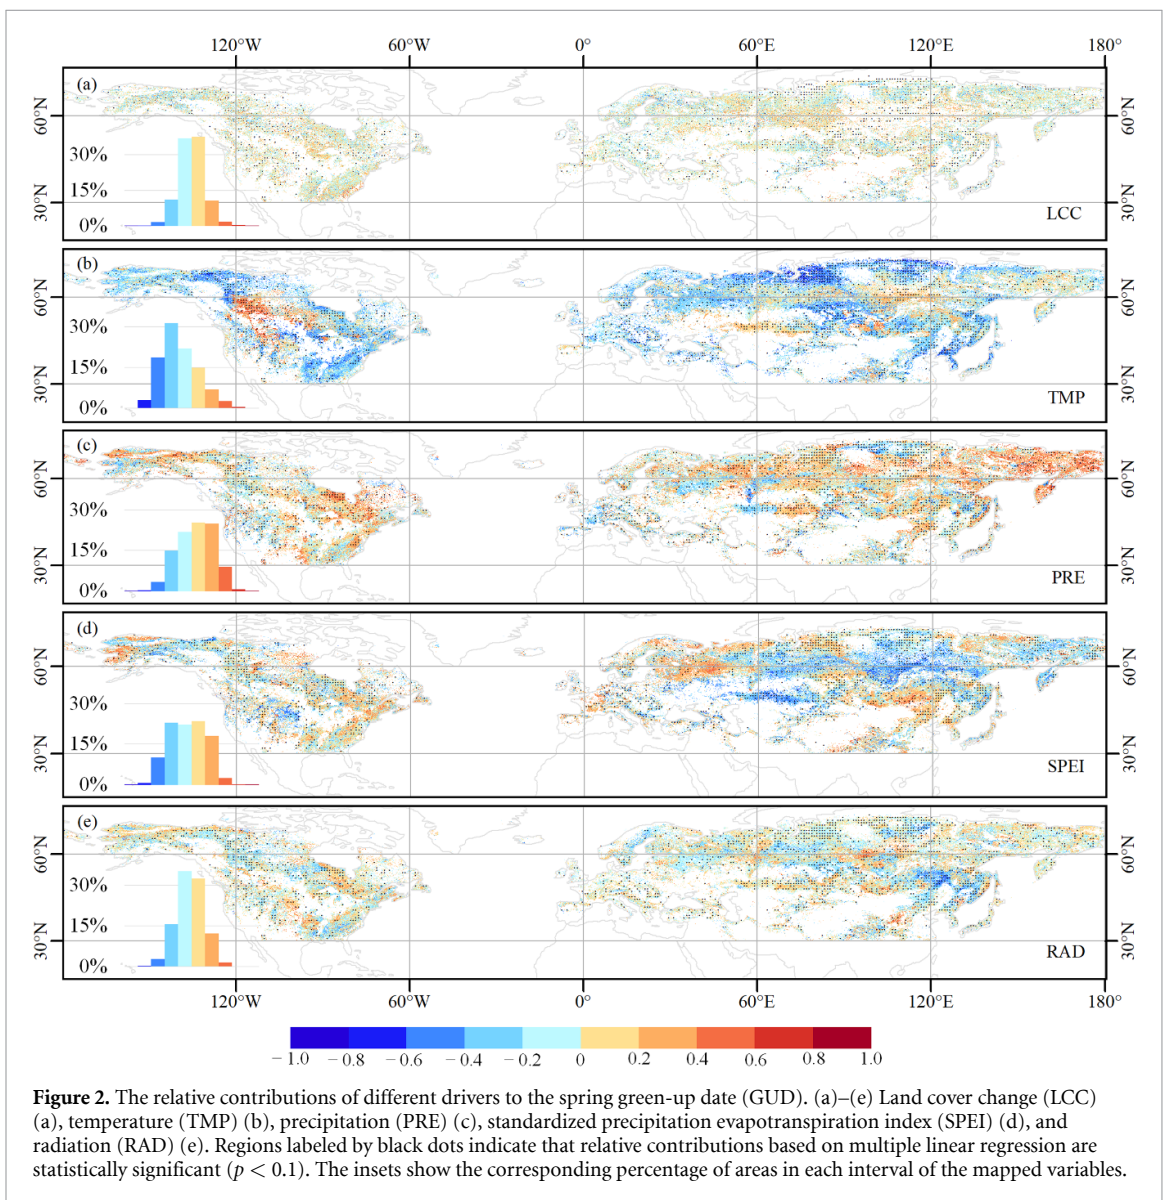 120°W 60°W 0° 60°E 120°E 180°
(a)
60°N 60°N
30%
15%
30°N 30°N
0%
LCC
(b)
60°N 60°N
30%
15%
30°N 30°N
0%
TMP
(c)
60°N 60°N
30%
15%
30°N 30°N
0%
PRE
(d)
60°N 60°N
30%
15%
30°N 30°N
0%
SPEI
(e)
60°N 60°N
30%
15%
30°N 30°N
0%
RAD
120°W 60°W 0° 60°E 120°E 180°
−1.0 −0.8 −0.6 −0.4 −0.2 0 0.2 0.4 0.6 0.8 1.0
Figure 2. The relative contributions of different drivers to the spring green-up date (GUD). (a)–(e) Land cover change (LCC)
(a), temperature (TMP) (b), precipitation (PRE) (c), standardized precipitation evapotranspiration index (SPEI) (d), and
radiation (RAD) (e). Regions labeled by black dots indicate that relative contributions based on multiple linear regression are
statistically significant (p < 0.1). The insets show the corresponding percentage of areas in each interval of the mapped variables.